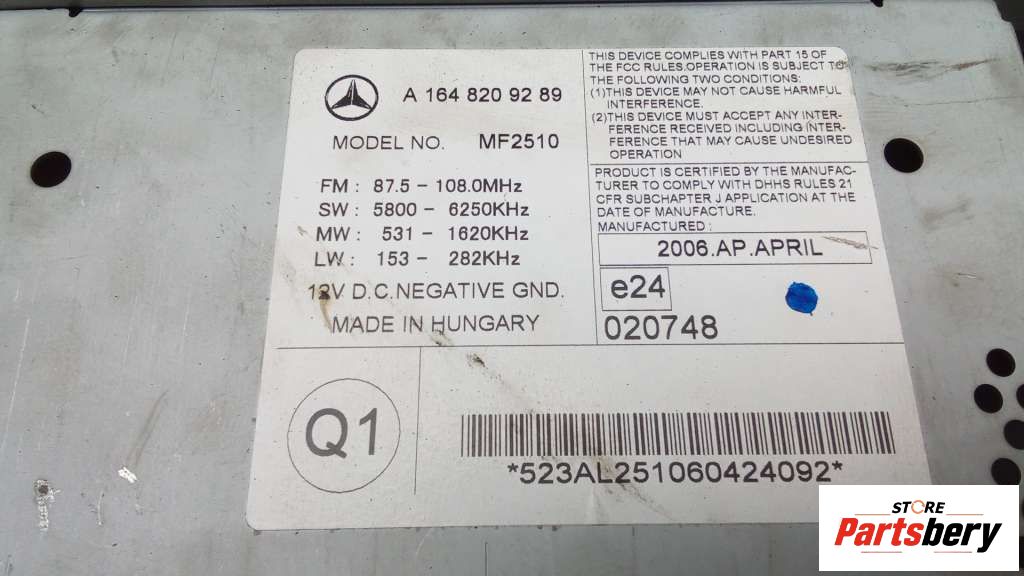 A 164 820 92 89
MODEL NO. MF2510
FM : 87.5 - 108.0MHz
SW : 5800 - 6250KHz
MW : 531 - 1620KHz
LW : 153 - 282KHz
12V D.C.NEGATIVE GND.
MADE IN HUNGARY
THIS DEVICE COMPLIES WITH PART 15 OF
THE FCC RULES.OPERATION IS SUBJECT TO
THE FOLLOWING TWO CONDITIONS:
(1)THIS DEVICE MAY NOT CAUSE HARMFUL
INTERFERENCE.
(2)THIS DEVICE MUST ACCEPT ANY INTER-
FERENCE RECEIVED INCLUDING INTER-
FERENCE THAT MAY CAUSE UNDESIRED
OPERATION
PRODUCT IS CERTIFIED BY THE MANUFAC-
TURER TO COMPLY WITH DHHS RULES 21
CFR SUBCHAPTER J APPLICATION AT THE
DATE OF MANUFACTURE.
MANUFACTURED :
2006.AP.APRIL
e24
020748
Q1
*523AL251060424092*
STORE
Partsbery